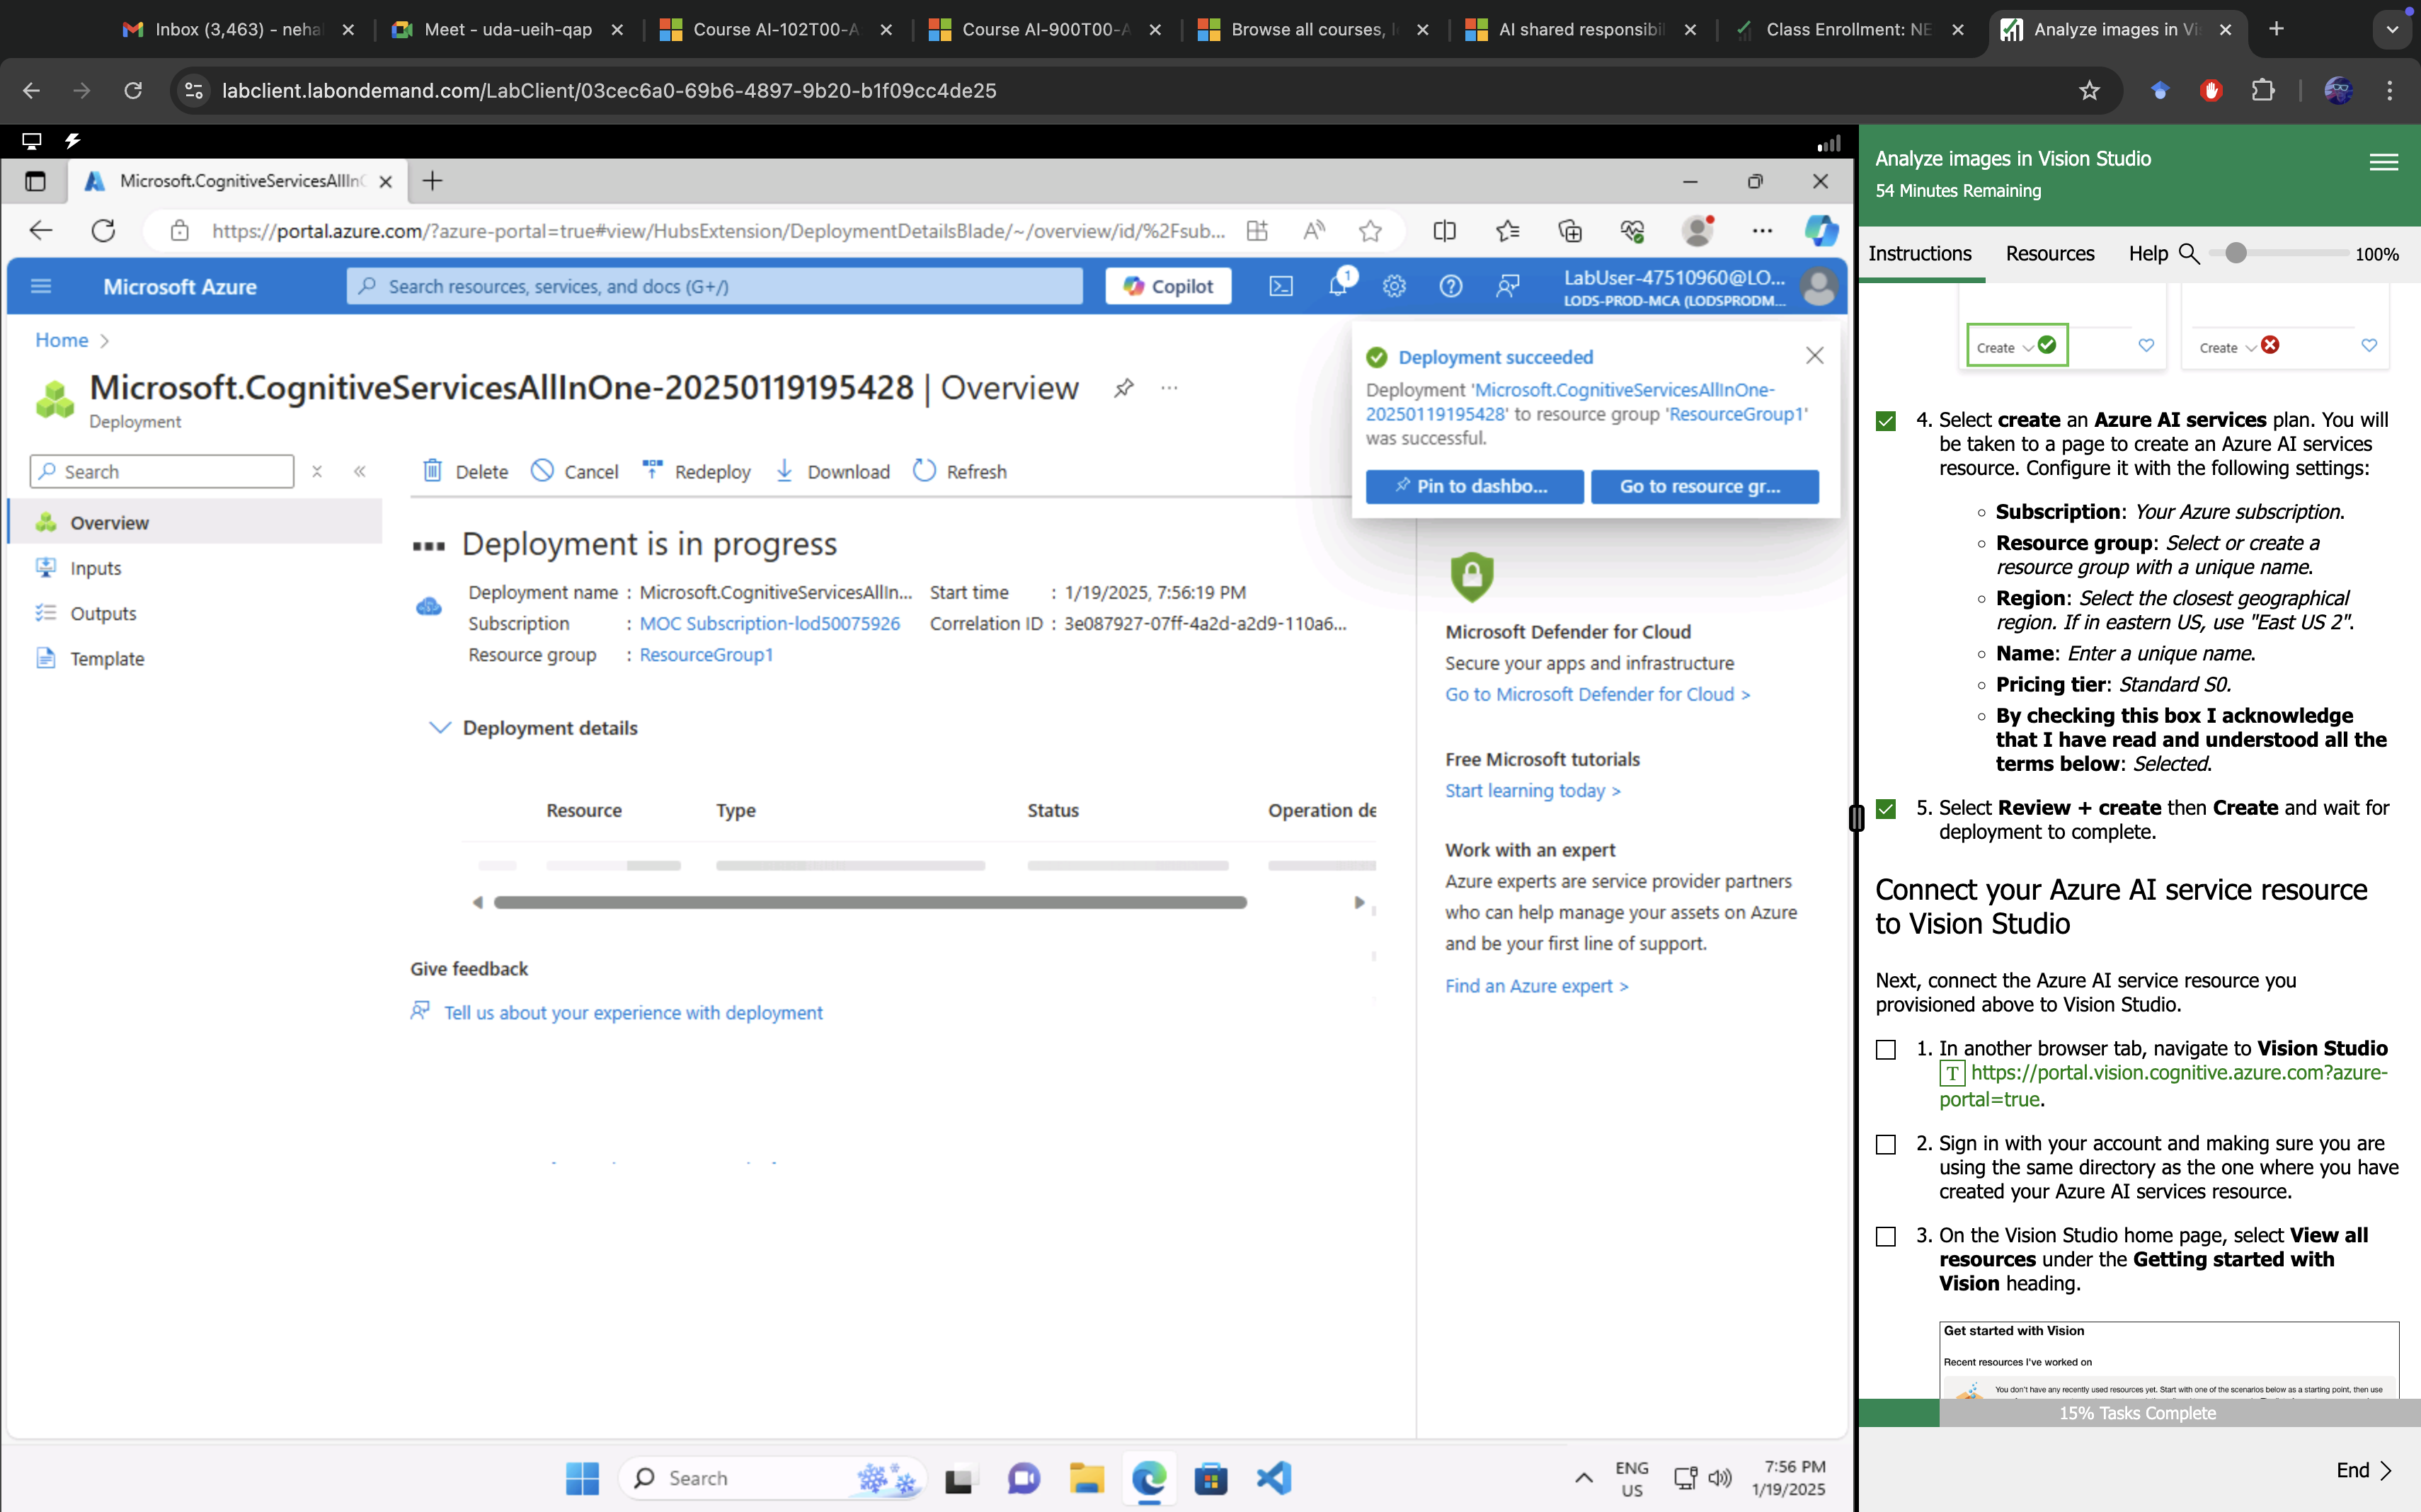 Inbox (3,463) - neha
Meet - uda-ueih-qap
Course AI-102T00-A
Course AI-900T00-A
Browse all courses, l
AI shared responsibil
Class Enrollment: NE
Analyze images in Vi
labclient.labondemand.com/LabClient/03cec6a0-69b6-4897-9b20-b1f09cc4de25
Microsoft.CognitiveServicesAllInC
https://portal.azure.com/?azure-portal=true#view/HubsExtension/DeploymentDetailsBlade/~/overview/id/%2Fsub...
Microsoft Azure
Search resources, services, and docs (G+/)
Copilot
1
LabUser-47510960@LO...
LODS-PROD-MCA (LODSPRODM...
Home >
Microsoft.CognitiveServicesAllInOne-20250119195428 | Overview
Deployment
Search
Overview
Inputs
Outputs
Template
Delete
Cancel
Redeploy
Download
Refresh
Deployment is in progress
Deployment name : Microsoft.CognitiveServicesAllIn...
Subscription : MOC Subscription-lod50075926
Resource group : ResourceGroup1
Start time : 1/19/2025, 7:56:19 PM
Correlation ID : 3e087927-07ff-4a2d-a2d9-110a6...
Deployment details
Resource Type Status Operation de
Give feedback
Tell us about your experience with deployment
Deployment succeeded
Deployment 'Microsoft.CognitiveServicesAllInOne-
20250119195428' to resource group 'ResourceGroup1'
was successful.
Pin to dashbo...
Go to resource gr...
Microsoft Defender for Cloud
Secure your apps and infrastructure
Go to Microsoft Defender for Cloud >
Free Microsoft tutorials
Start learning today >
Work with an expert
Azure experts are service provider partners
who can help manage your assets on Azure
and be your first line of support.
Find an Azure expert >
Search
ENG
US
7:56 PM
1/19/2025
Analyze images in Vision Studio
54 Minutes Remaining
Instructions
Resources
Help
100%
Create
Create
4. Select create an Azure AI services plan. You will
be taken to a page to create an Azure AI services
resource. Configure it with the following settings:
Subscription: Your Azure subscription.
Resource group: Select or create a
resource group with a unique name.
Region: Select the closest geographical
region. If in eastern US, use "East US 2".
Name: Enter a unique name.
Pricing tier: Standard S0.
By checking this box I acknowledge
that I have read and understood all the
terms below: Selected.
5. Select Review + create then Create and wait for
deployment to complete.
Connect your Azure AI service resource
to Vision Studio
Next, connect the Azure AI service resource you
provisioned above to Vision Studio.
1. In another browser tab, navigate to Vision Studio
T https://portal.vision.cognitive.azure.com?azure-
portal=true.
2. Sign in with your account and making sure you are
using the same directory as the one where you have
created your Azure AI services resource.
3. On the Vision Studio home page, select View all
resources under the Getting started with
Vision heading.
Get started with Vision
Recent resources I've worked on
You don't have any recently used resources yet. Start with one of the scenarios below as a starting point, then use
15% Tasks Complete
End >